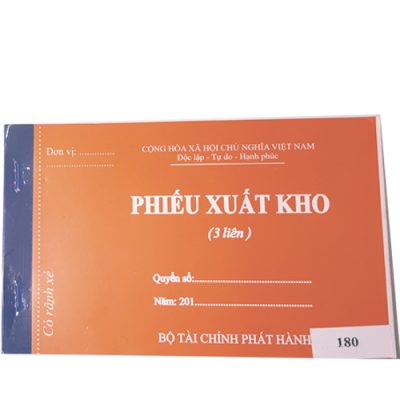 Đơn vị: ..............
.............................
CỘNG HÒA XÃ HỘI CHỦ NGHĨA VIỆT NAM
Độc lập - Tự do - Hạnh phúc
PHIẾU XUẤT KHO
(3 liên)
Quyển số:........................................
Năm: 201........................................
BỘ TÀI CHÍNH PHÁT HÀNH
180
Có rãnh xé